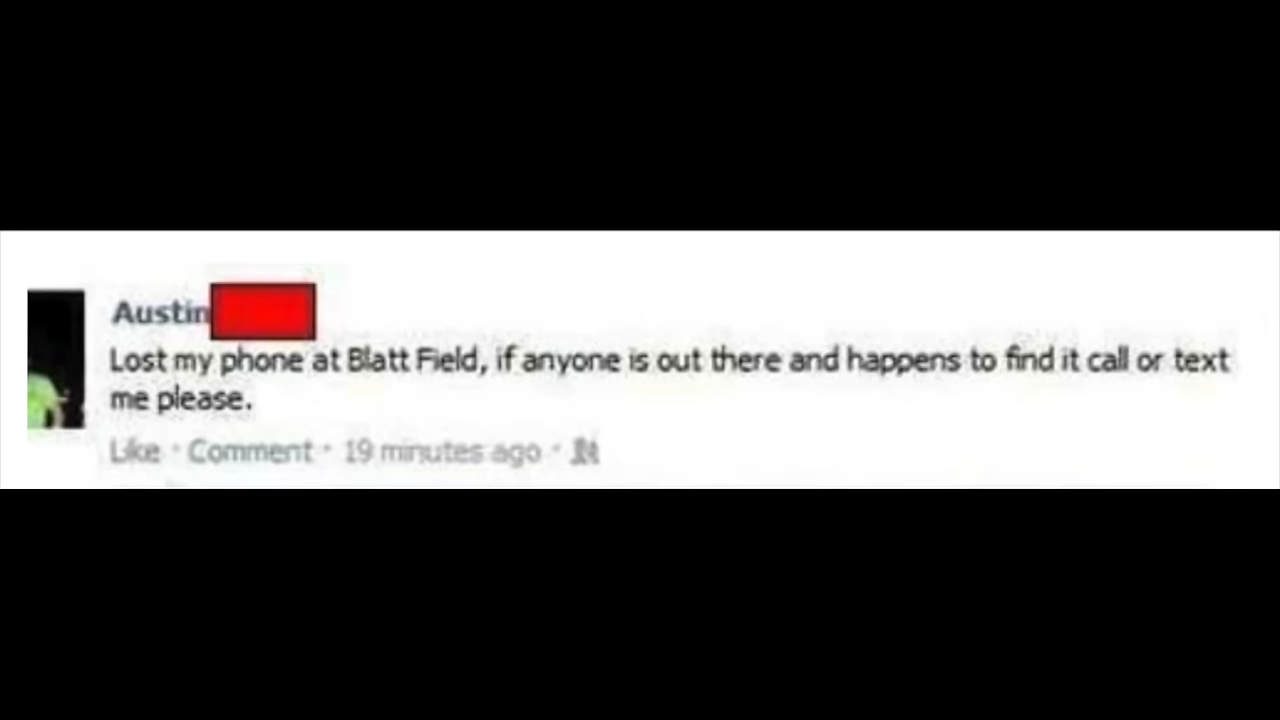 Austin
Lost my phone at Blatt Field, if anyone is out there and happens to find it call or text
me please.
Like · Comment · 19 minutes ago ·